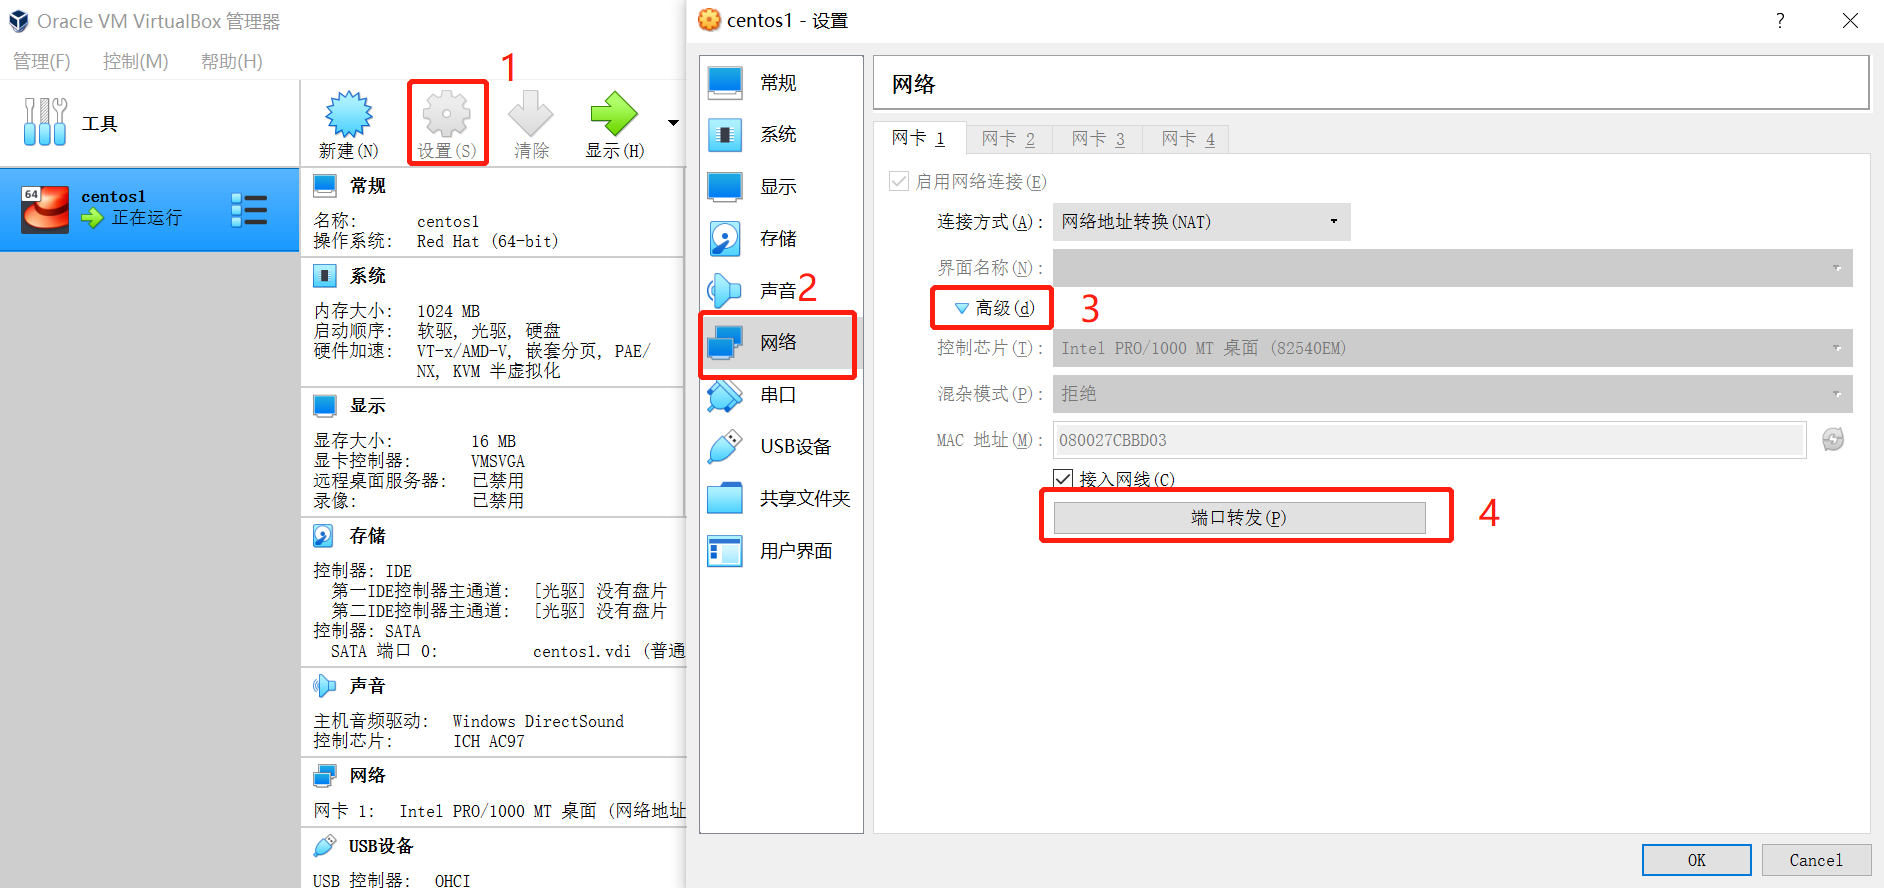 Oracle VM VirtualBox 管理器
管理(F) 控制(M) 帮助(H)
工具
1
新建(N) 设置(S) 清除 显示(H)
64
centos1
正在运行
常规
名称: centos1
操作系统: Red Hat (64-bit)
系统
内存大小: 1024 MB
启动顺序: 软驱, 光驱, 硬盘
硬件加速: VT-x/AMD-V, 嵌套分页, PAE/
NX, KVM 半虚拟化
显示
显存大小: 16 MB
显卡控制器: VMSVGA
远程桌面服务器: 已禁用
录像: 已禁用
存储
控制器: IDE
第一IDE控制器主通道: [光驱] 没有盘片
第二IDE控制器主通道: [光驱] 没有盘片
控制器: SATA
SATA 端口 0: centos1.vdi (普通
声音
主机音频驱动: Windows DirectSound
控制芯片: ICH AC97
网络
网卡 1: Intel PRO/1000 MT 桌面 (网络地址
USB设备
USB 控制器: OHCI
centos1 - 设置
?
常规
系统
显示
存储
声音
2
网络
串口
USB设备
共享文件夹
用户界面
网络
网卡 1 网卡 2 网卡 3 网卡 4
启用网络连接(E)
连接方式(A): 网络地址转换(NAT)
界面名称(N):
高级(d)
3
控制芯片(T): Intel PRO/1000 MT 桌面 (82540EM)
混杂模式(P): 拒绝
MAC 地址(M): 080027CBBD03
接入网线(C)
端口转发(P)
4
OK Cancel